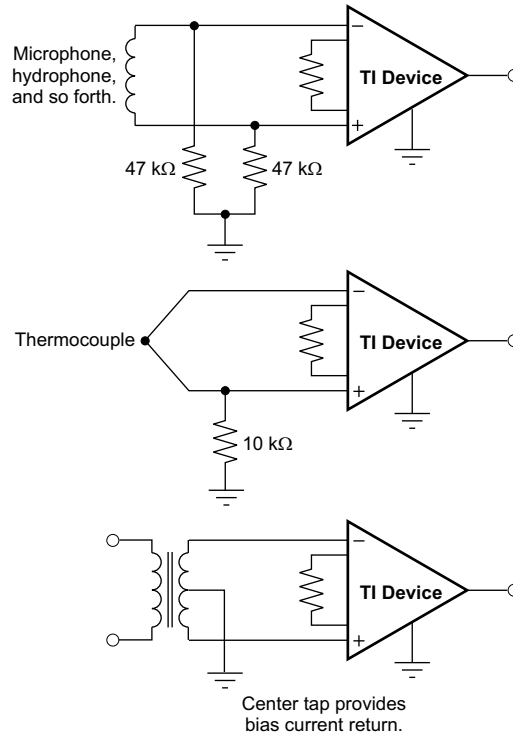 Microphone,
hydrophone,
and so forth.
−
TI Device
+
47 kΩ
47 kΩ
−
Thermocouple
TI Device
+
10 kΩ
−
TI Device
+
Center tap provides
bias current return.